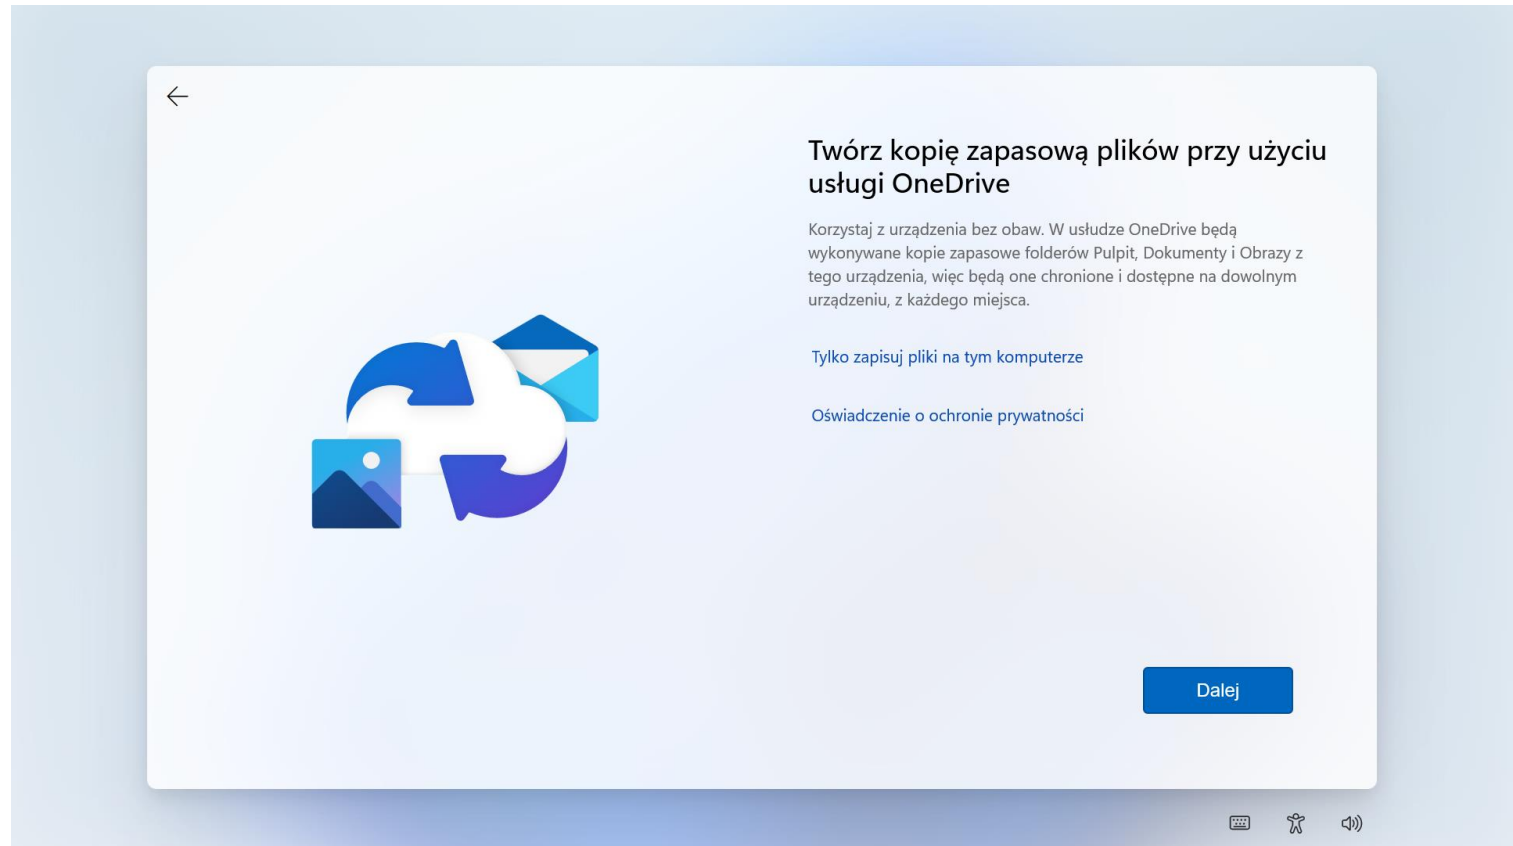 Twórz kopię zapasową plików przy użyciu
usługi OneDrive
Korzystaj z urządzenia bez obaw. W usłudze OneDrive będą
wykonywane kopie zapasowe folderów Pulpit, Dokumenty i Obrazy z
tego urządzenia, więc będą one chronione i dostępne na dowolnym
urządzeniu, z każdego miejsca.
Tylko zapisuj pliki na tym komputerze
Oświadczenie o ochronie prywatności
Dalej